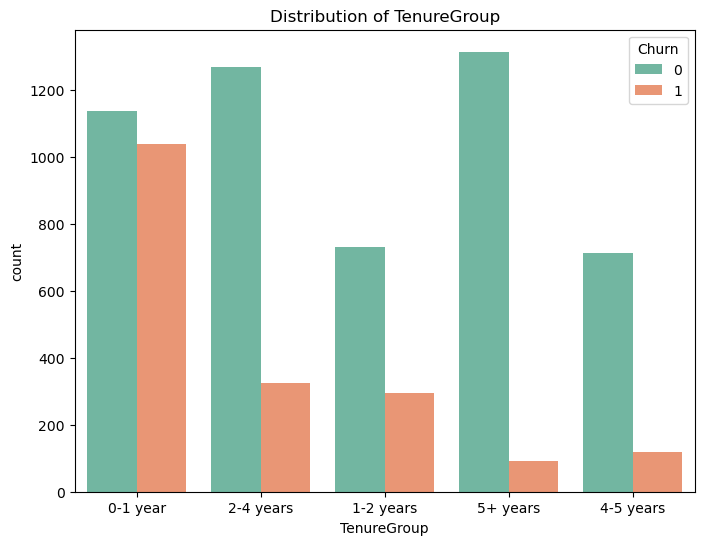 Distribution of TenureGroup
Churn
0
1
1200
1000
800
600
400
200
0
count
0-1 year 2-4 years 1-2 years 5+ years 4-5 years
TenureGroup